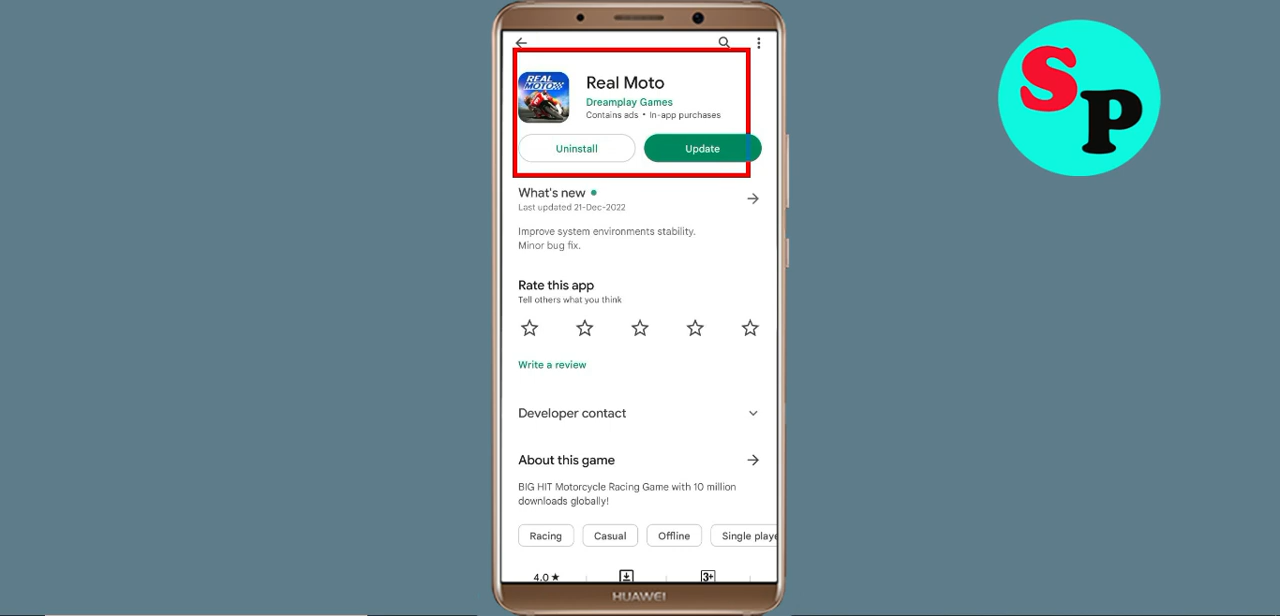 SP
Real Moto
REAL
MOTO
Dreamplay Games
Contains ads • In-app purchases
Uninstall
Update
What's new
Last updated 21-Dec-2022
Improve system environments stability.
Minor bug fix.
Rate this app
Tell others what you think
Write a review
Developer contact
About this game
BIG HIT Motorcycle Racing Game with 10 million
downloads globally!
Racing
Casual
Offline
Single playe
4.0 ★
3+
HUAWEI